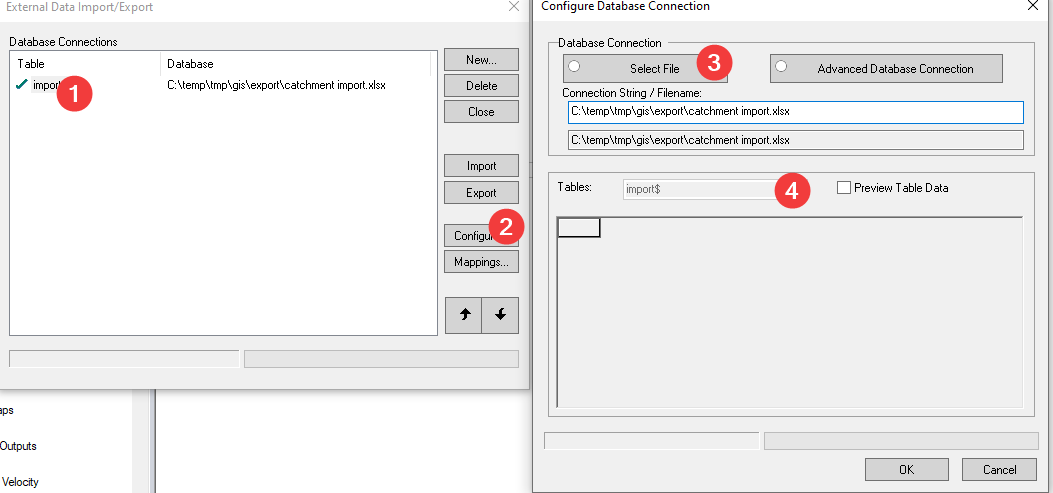 External Data Import/Export
Database Connections
Table Database
C:\temp\tmp\gis\export\catchment import.xlsx
1
New...
Delete
Close
Import
Export
2
Mappings...
Outputs
Velocity
Configure Database Connection
Database Connection
Select File
3
Advanced Database Connection
Connection String / Filename:
C:\temp\tmp\gis\export\catchment import.xlsx
C:\temp\tmp\gis\export\catchment import.xlsx
Tables:
import$
4
Preview Table Data
OK
Cancel